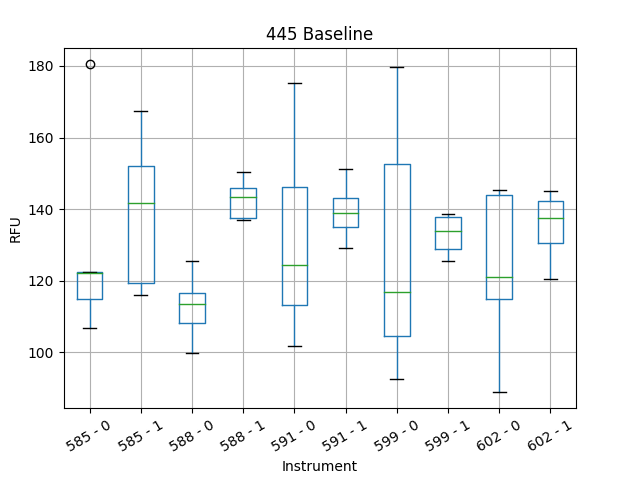 445 Baseline
180
160
140
120
100
RFU
585 - 0
585 - 1
588 - 0
588 - 1
591 - 0
591 - 1
599 - 0
599 - 1
602 - 0
602 - 1
Instrument